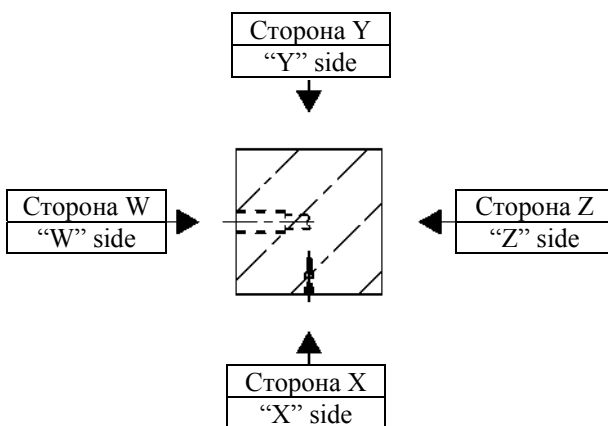 Сторона Y
“Y” side
Сторона W
“W” side
Сторона Z
“Z” side
Сторона X
“X” side